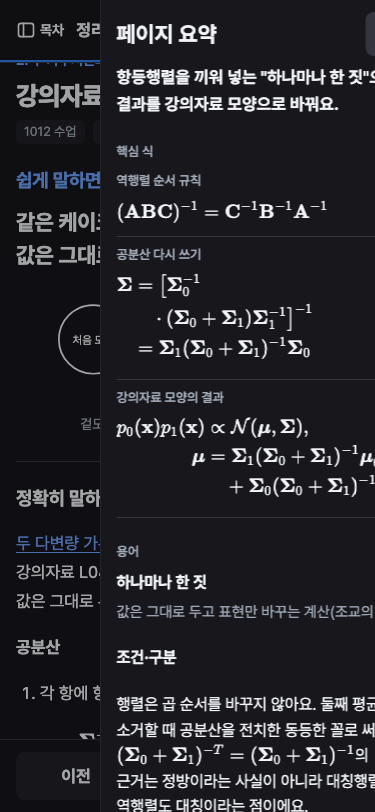 목차
페이지 요약
강의자료
1012 수업
쉽게 말하면
같은 케이
값은 그대로
처음
정확히 말하
두 다변량 가
강의자료 L0
값은 그대로
공분산
1. 각 항에 항
이전
항등행렬을 끼워 넣는 "하나마나 한 짓"
결과를 강의자료 모양으로 바꿔요.
핵심 식
역행렬 순서 규칙
(ABC)⁻¹ = C⁻¹B⁻¹A⁻¹
공분산 다시 쓰기
Σ = [Σ₀⁻¹
· (Σ₀ + Σ₁)Σ₁⁻¹]⁻¹
= Σ₁(Σ₀ + Σ₁)⁻¹Σ₀
강의자료 모양의 결과
p₀(x)p₁(x) ∝ 𝒩(μ, Σ),
μ = Σ₁(Σ₀ + Σ₁)⁻¹μ
+ Σ₀(Σ₀ + Σ₁)⁻¹
용어
하나마나 한 짓
값은 그대로 두고 표현만 바꾸는 계산(조교의
조건·구분
행렬은 곱 순서를 바꾸지 않아요. 둘째 평균
소거할 때 공분산을 전치한 동등한 꼴로 써
(Σ₀ + Σ₁)⁻ᵀ = (Σ₀ + Σ₁)⁻¹의
근거는 정방이라는 사실이 아니라 대칭행렬
역행렬도 대칭이라는 점이에요.